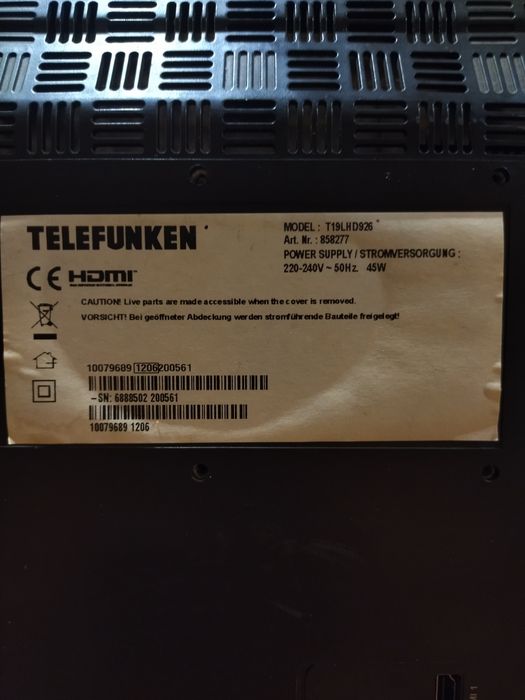 TELEFUNKEN
MODEL : T19LHD926
Art. Nr. : 858277
POWER SUPPLY / STROMVERSORGUNG :
220-240V ~ 50Hz. 45W
CE HDMI
CAUTION! Live parts are made accessible when the cover is removed.
VORSICHT! Bei geöffneter Abdeckung werden stromführende Bauteile freigelegt!
10079689 1206 200561
-SN: 6888502 200561
10079689 1206